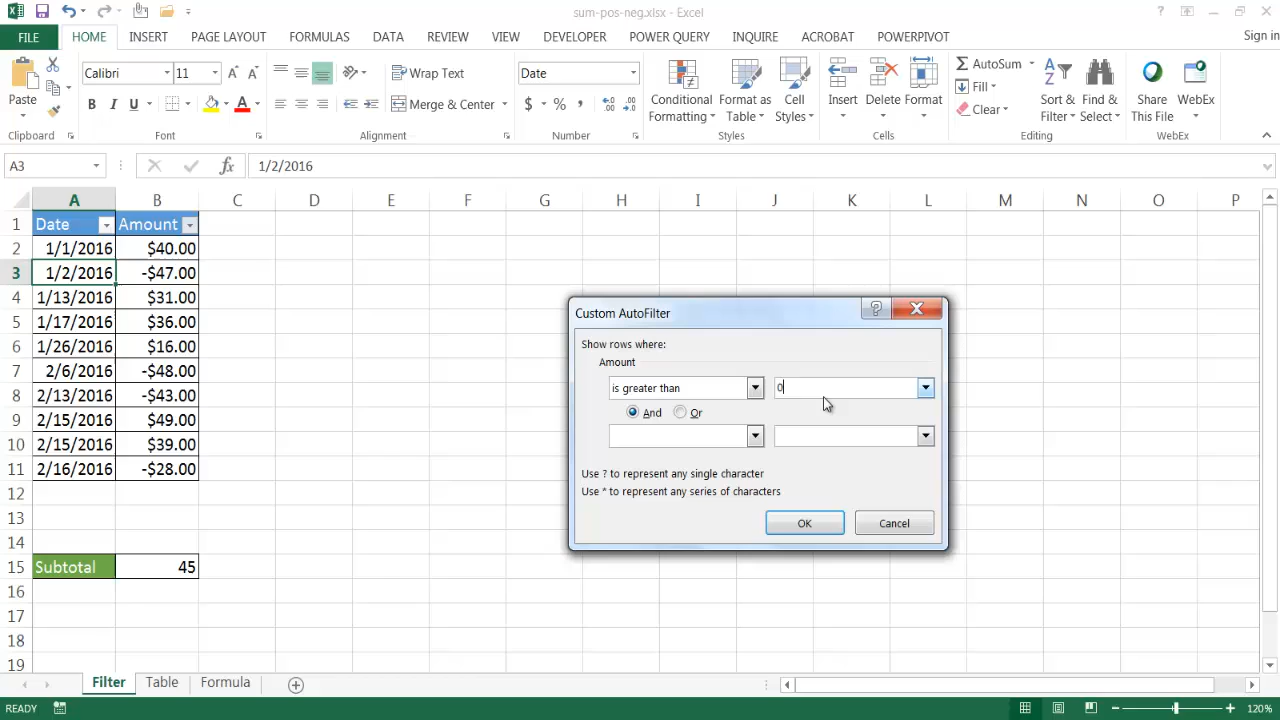 sum-pos-neg.xlsx - Excel
?
FILE HOME INSERT PAGE LAYOUT FORMULAS DATA REVIEW VIEW DEVELOPER POWER QUERY INQUIRE ACROBAT POWERPIVOT Sign in
Calibri 11 Wrap Text Date AutoSum
Fill
Paste B I U Merge & Center $ % Conditional Formatting Format as Table Cell Styles Insert Delete Format Clear Sort & Filter Find & Select Share This File WebEx
Clipboard Font Alignment Number Styles Cells Editing WebEx
A3 fx 1/2/2016
A B C D E F G H I J K L M N O P
1 Date Amount
2 1/1/2016 $40.00
3 1/2/2016 -$47.00
4 1/13/2016 $31.00
5 1/17/2016 $36.00
6 1/26/2016 $16.00
7 2/6/2016 -$48.00
8 2/13/2016 -$43.00
9 2/15/2016 $49.00
10 2/15/2016 $39.00
11 2/16/2016 -$28.00
12
13
14
15 Subtotal 45
16
17
18
19
Custom AutoFilter ?
Show rows where:
Amount
is greater than 0
And Or
Use ? to represent any single character
Use * to represent any series of characters
OK Cancel
Filter Table Formula
READY 120%